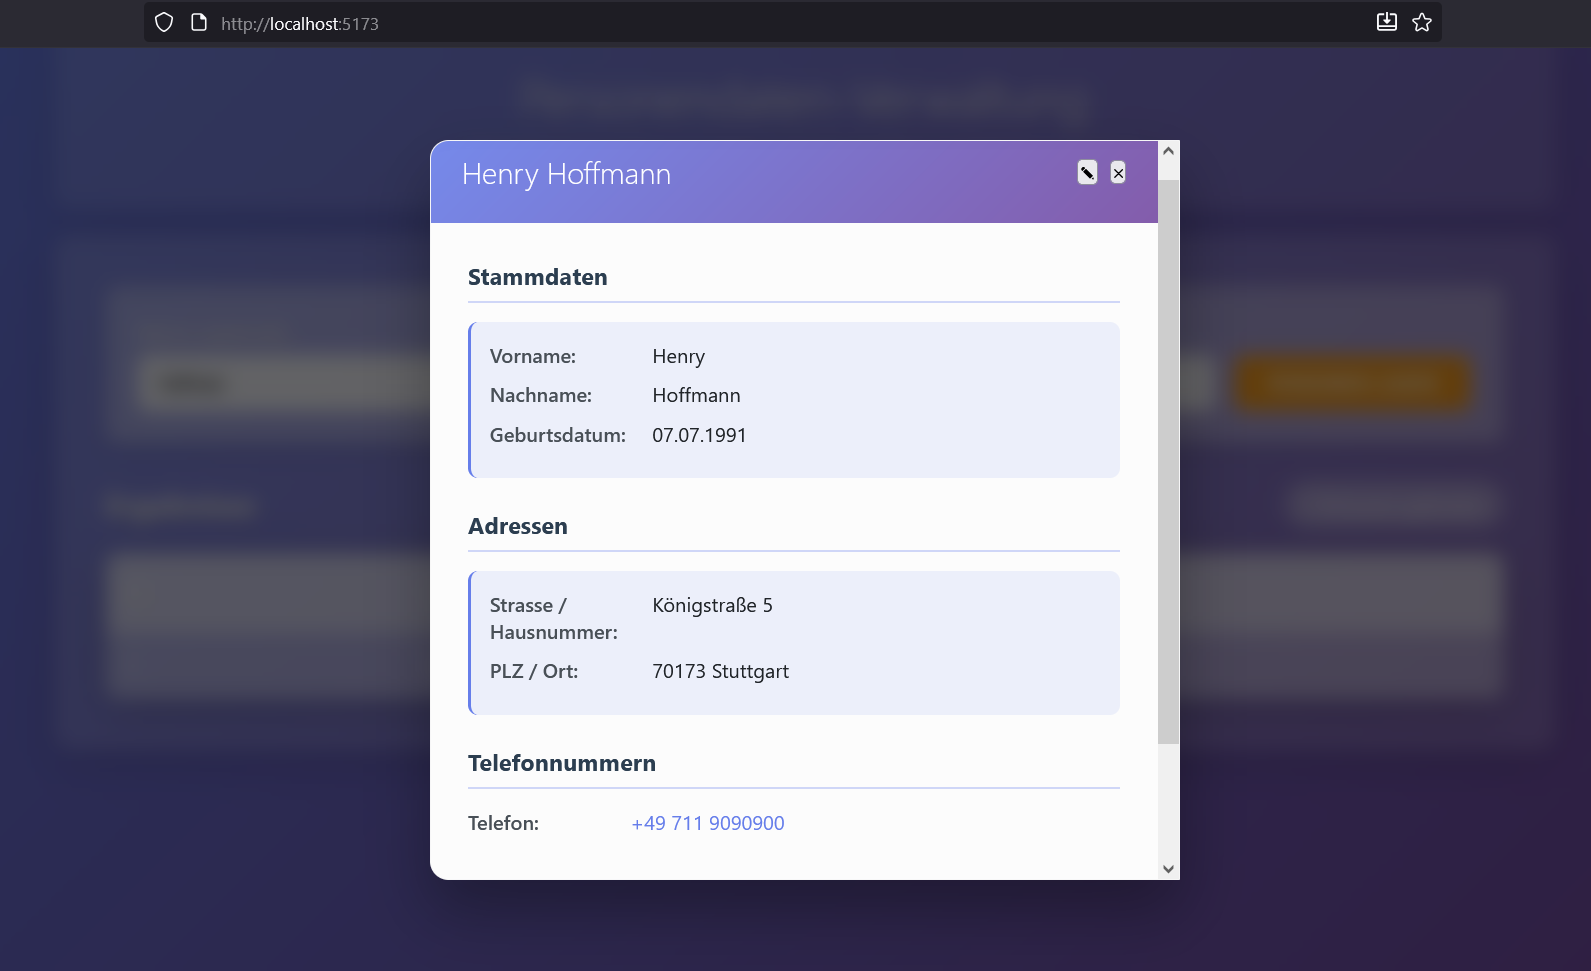 http://localhost:5173
Henry Hoffmann
Stammdaten
Vorname: Henry
Nachname: Hoffmann
Geburtsdatum: 07.07.1991
Adressen
Strasse / Hausnummer: Königstraße 5
PLZ / Ort: 70173 Stuttgart
Telefonnummern
Telefon: +49 711 9090900